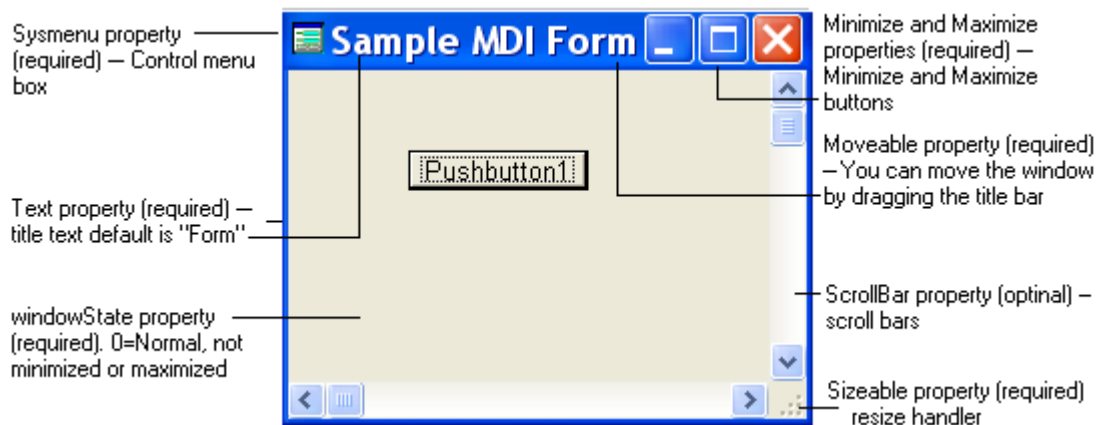 Sysmenu property
(required) – Control menu
box
Sample MDI Form
Minimize and Maximize
properties (required) –
Minimize and Maximize
buttons
Pushbutton1
Moveable property (required)
– You can move the window
by dragging the title bar
Text property (required) –
title text default is "Form"
windowState property
(required). 0=Normal, not
minimized or maximized
ScrollBar property (optinal) –
scroll bars
Sizeable property (required)
resize handler